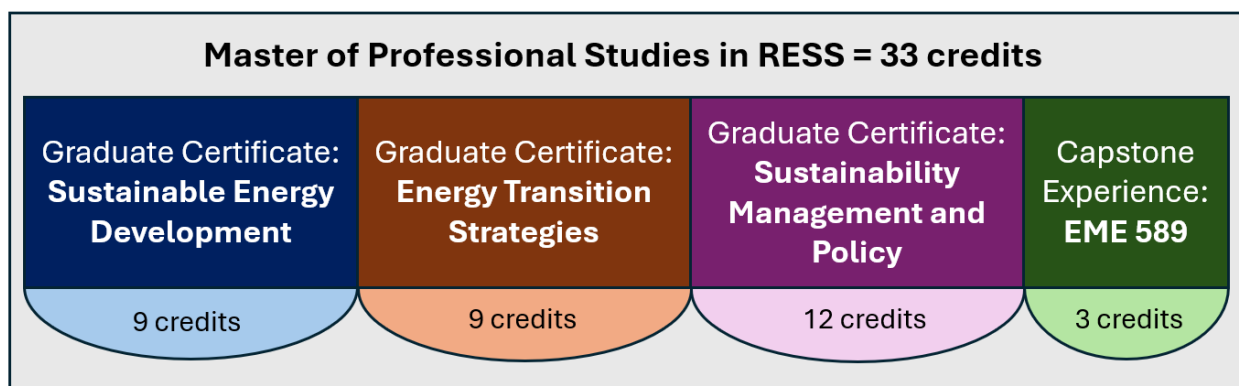 Master of Professional Studies in RESS = 33 credits
Graduate Certificate:
Sustainable Energy
Development
9 credits
Graduate Certificate:
Energy Transition
Strategies
9 credits
Graduate Certificate:
Sustainability
Management and
Policy
12 credits
Capstone
Experience:
EME 589
3 credits